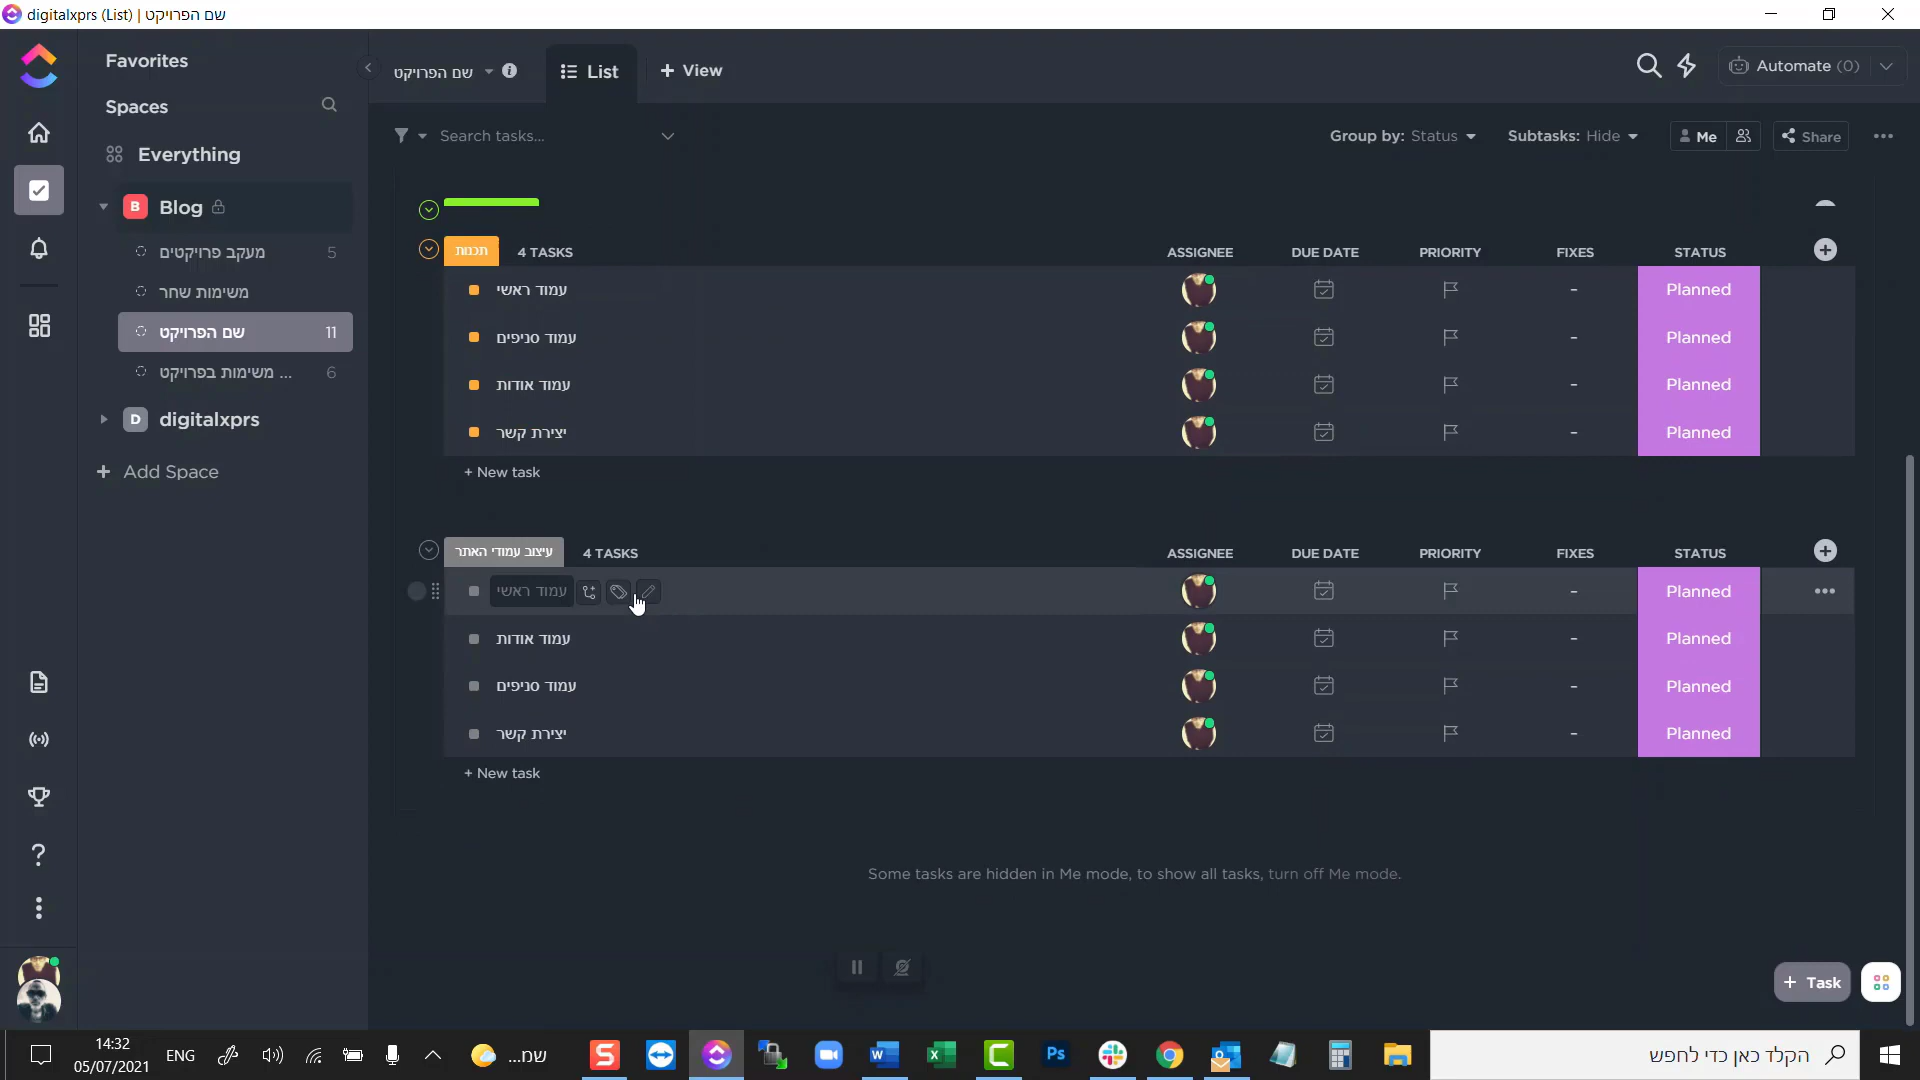 digitalxprs (List) | שם הפרויקט
Favorites
Spaces
Everything
B Blog
מעקב פרויקטים 5
משימות שחר
שם הפרויקט 11
משימות בפרויקט ... 6
D digitalxprs
+ Add Space
שם הפרויקט
List
+ View
Automate (0)
Search tasks...
Group by: Status
Subtasks: Hide
Me
Share
תכנות 4 TASKS ASSIGNEE DUE DATE PRIORITY FIXES STATUS
עמוד ראשי - Planned
עמוד סניפים - Planned
עמוד אודות - Planned
יצירת קשר - Planned
+ New task
עיצוב עמודי האתר 4 TASKS ASSIGNEE DUE DATE PRIORITY FIXES STATUS
עמוד ראשי - Planned
עמוד אודות - Planned
עמוד סניפים - Planned
יצירת קשר - Planned
+ New task
Some tasks are hidden in Me mode, to show all tasks, turn off Me mode.
+ Task
14:32
05/07/2021
ENG
שמ...
הקלד כאן כדי לחפש